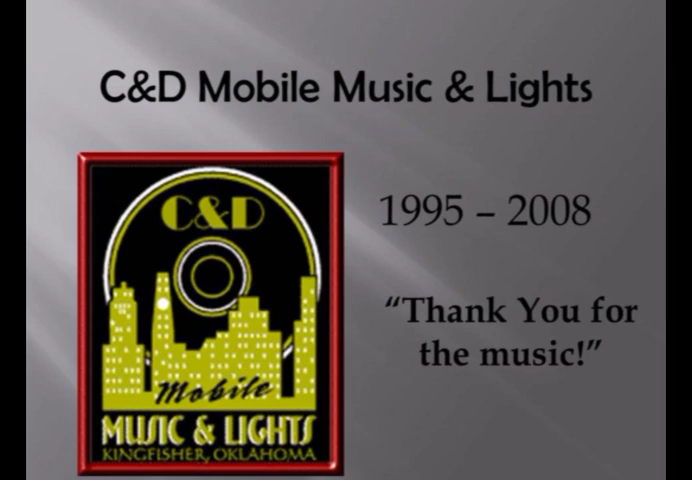 C&D Mobile Music & Lights
C&D
Mobile
MUSIC & LIGHTS
KINGFISHER, OKLAHOMA
1995 – 2008
“Thank You for
the music!”